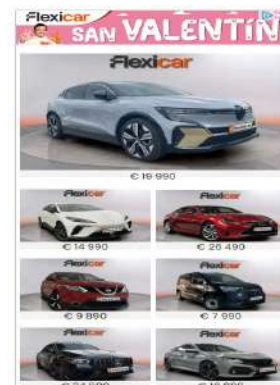 Flexicar
SAN VALENTÍN
Flexicar
€ 19 990
Flexicar
Flexicar
€ 14 990
€ 26 490
Flexicar
Flexicar
€ 9 890
€ 7 990
Flexicar
Flexicar